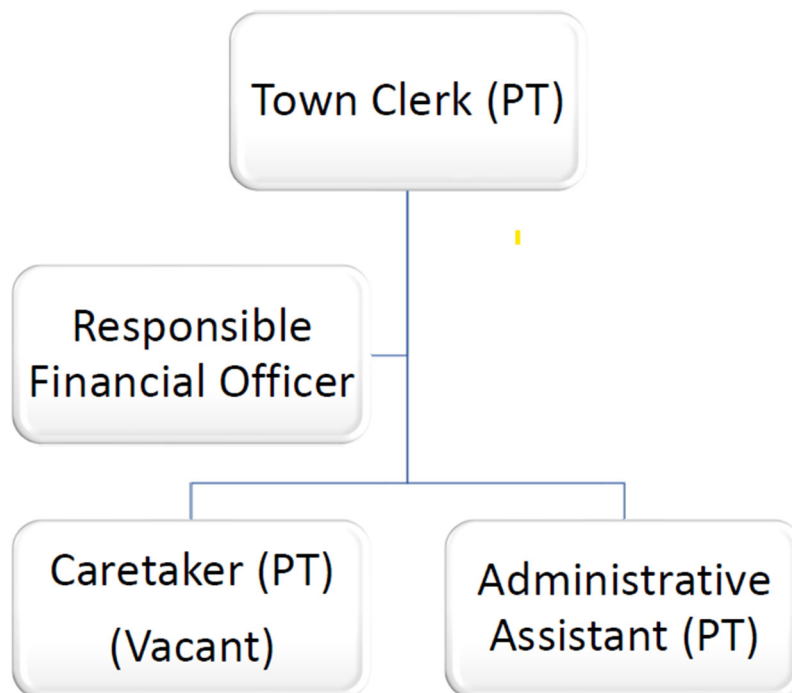 Town Clerk (PT)
Responsible
Financial Officer
Caretaker (PT)
(Vacant)
Administrative
Assistant (PT)